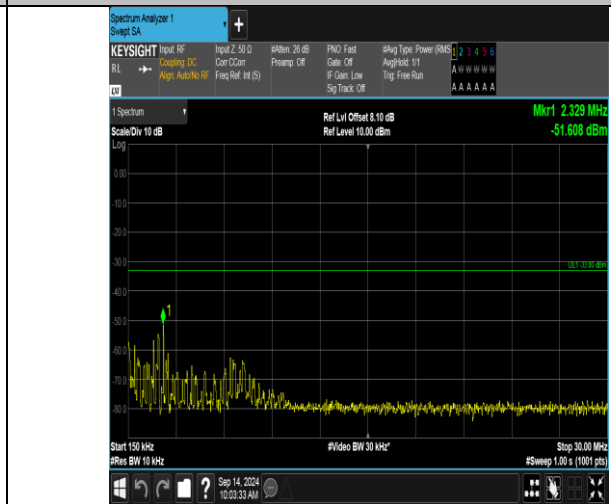 Spectrum Analyzer 1
Swept SA
+
KEYSIGHT Input: RF Input Z: 50 Ω #Atten: 26 dB PNO: Fast #Avg Type: Power (RMS 1 2 3 4 5 6
RL Coupling: DC Corr CCorr Preamp: Off Gate: Off Avg|Hold: 1/1 A W W W W W
Align: Auto/No RF Freq Ref: Int (S) IF Gain: Low Trig: Free Run
Sig Track: Off A A A A A A
LXI
1 Spectrum Ref Lvl Offset 8.10 dB Mkr1 2.329 MHz
Scale/Div 10 dB Ref Level 10.00 dBm -51.608 dBm
Log
0.00
-10.0
-20.0
-30.0
DL1 -33.00 dBm
-40.0
1
-50.0
-60.0
-70.0
-80.0
Start 150 kHz #Video BW 30 kHz* Stop 30.00 MHz
#Res BW 10 kHz #Sweep 1.00 s (1001 pts)
? Sep 14, 2024
10:03:33 AM